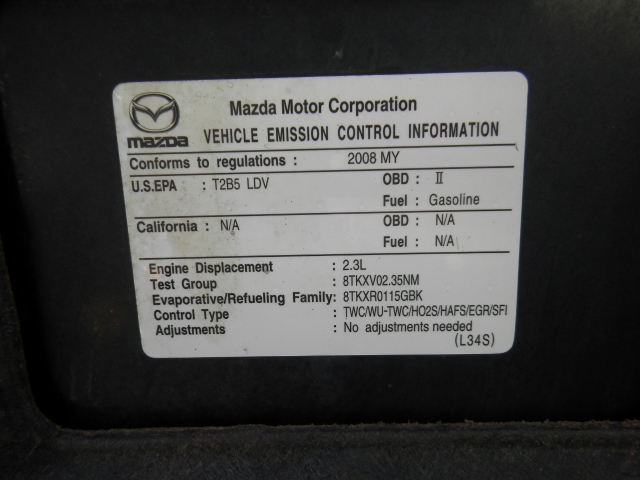 Mazda Motor Corporation
mazda VEHICLE EMISSION CONTROL INFORMATION
Conforms to regulations : 2008 MY
U.S.EPA : T2B5 LDV OBD : II
Fuel : Gasoline
California : N/A OBD : N/A
Fuel : N/A
Engine Displacement : 2.3L
Test Group : 8TKXV02.35NM
Evaporative/Refueling Family: 8TKXR0115GBK
Control Type : TWC/WU-TWC/HO2S/HAFS/EGR/SFI
Adjustments : No adjustments needed
(L34S)